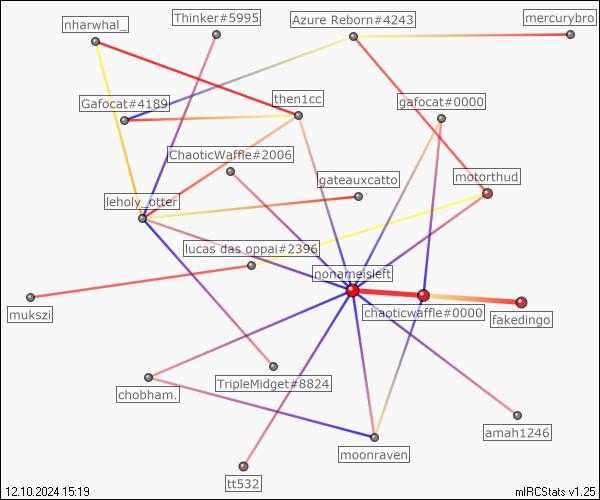 Thinker#5995
Azure Reborn#4243
mercurybro
nharwhal_
Gafocat#4189
then1cc
gafocat#0000
ChaoticWaffle#2006
gateauxcatto
motorthud
leholy_otter
lucas das oppai#2396
nonameisleft
mukszi
chaoticwaffle#0000
fakedingo
chobham.
TripleMidget#8824
amah1246
moonraven
tt532
12.10.2024 15:19
mIRCStats v1.25